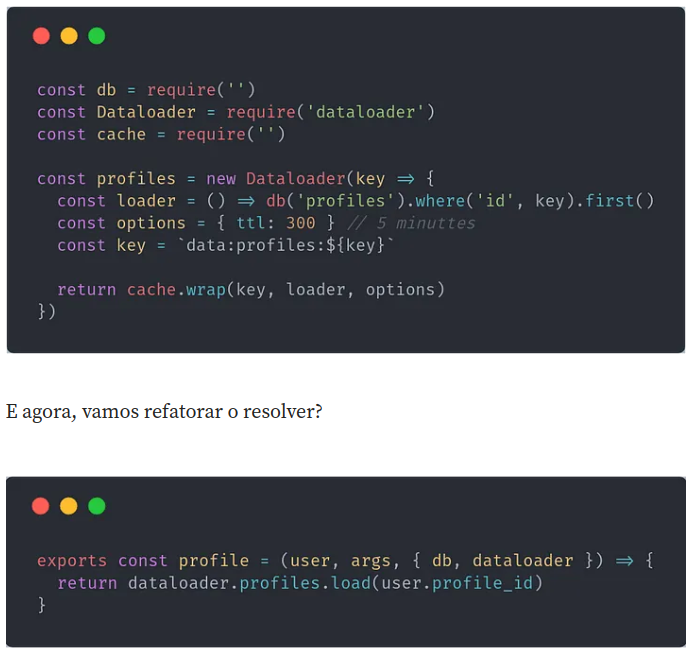 const db = require('')
const Dataloader = require('dataloader')
const cache = require('')
const profiles = new Dataloader(key => {
  const loader = () => db('profiles').where('id', key).first()
  const options = { ttl: 300 } // 5 minuttes
  const key = `data:profiles:${key}`
  return cache.wrap(key, loader, options)
})
E agora, vamos refatorar o resolver?
exports const profile = (user, args, { db, dataloader }) => {
  return dataloader.profiles.load(user.profile_id)
}